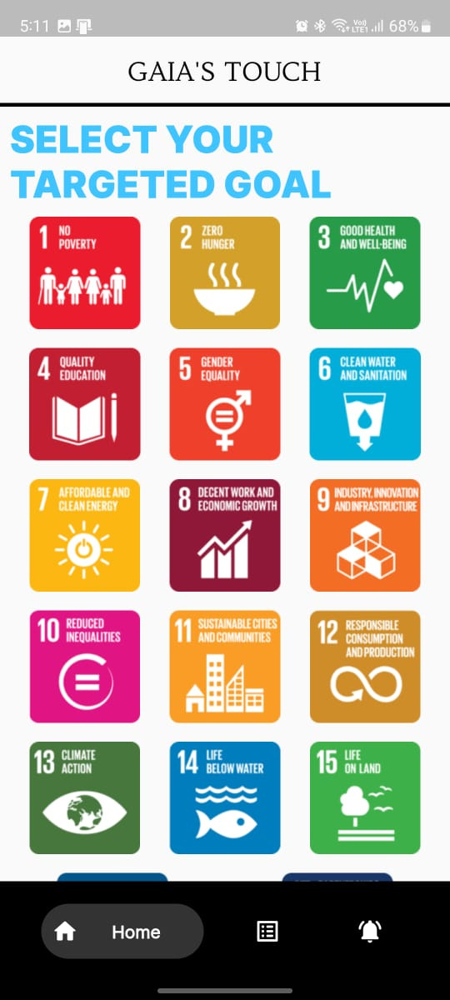 5:11
Vo) LTE1 68%
GAIA'S TOUCH
SELECT YOUR
TARGETED GOAL
1 NO
POVERTY
2 ZERO
HUNGER
3 GOOD HEALTH
AND WELL-BEING
4 QUALITY
EDUCATION
5 GENDER
EQUALITY
6 CLEAN WATER
AND SANITATION
7 AFFORDABLE AND
CLEAN ENERGY
8 DECENT WORK AND
ECONOMIC GROWTH
9 INDUSTRY, INNOVATION
AND INFRASTRUCTURE
10 REDUCED
INEQUALITIES
11 SUSTAINABLE CITIES
AND COMMUNITIES
12 RESPONSIBLE
CONSUMPTION
AND PRODUCTION
13 CLIMATE
ACTION
14 LIFE
BELOW WATER
15 LIFE
ON LAND
Home